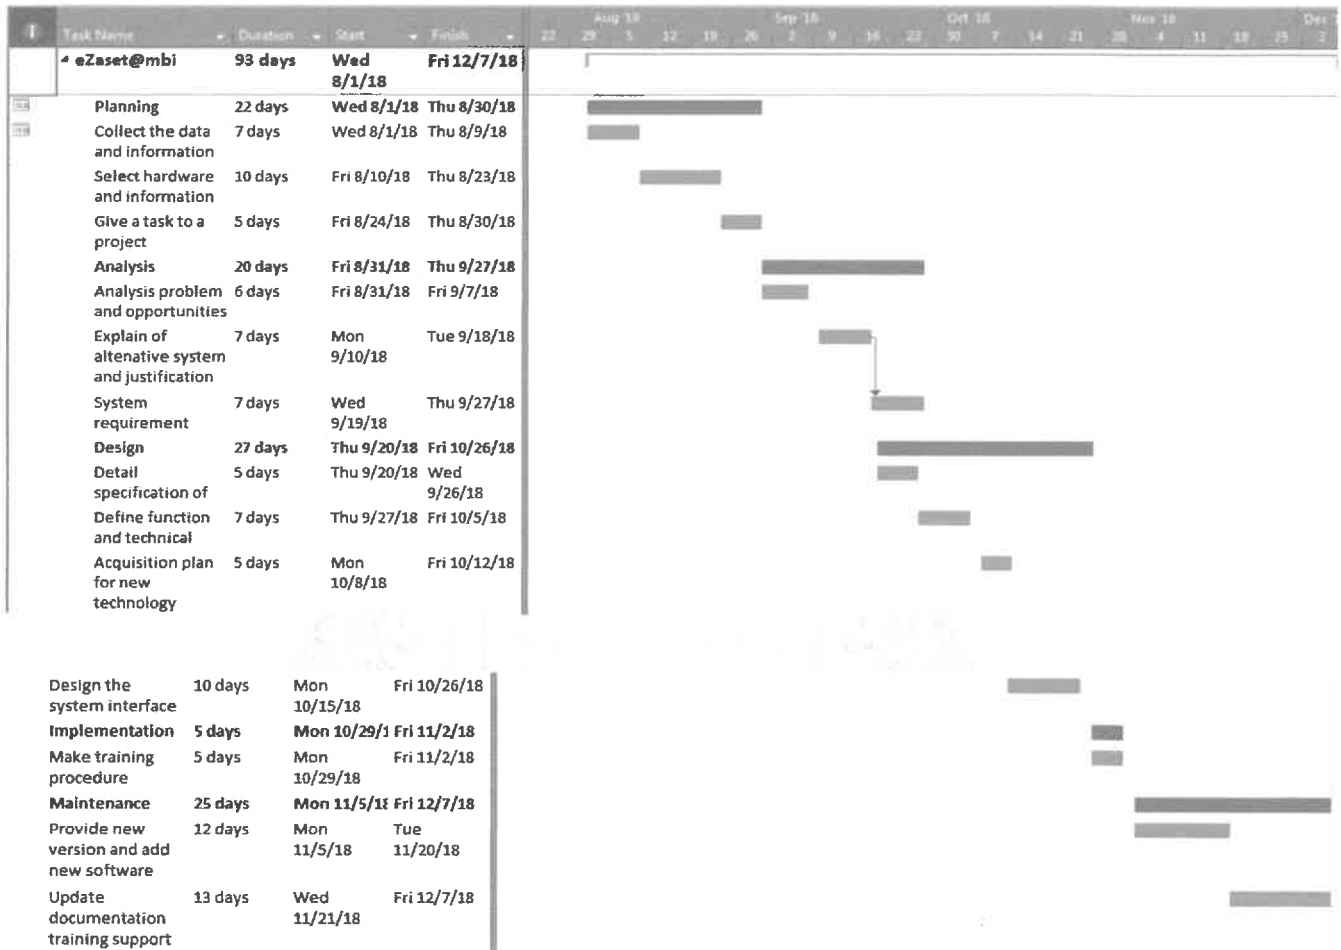 Aug '18 Sep '18 Oct '18 Nov '18 Dec
Task Name Duration Start Finish 22 29 5 12 19 26 2 9 16 23 30 7 14 21 28 4 11 18 25 2
eZaset@mbi 93 days Wed Fri 12/7/18
8/1/18
Planning 22 days Wed 8/1/18 Thu 8/30/18
Collect the data 7 days Wed 8/1/18 Thu 8/9/18
and information
Select hardware 10 days Fri 8/10/18 Thu 8/23/18
and information
Give a task to a 5 days Fri 8/24/18 Thu 8/30/18
project
Analysis 20 days Fri 8/31/18 Thu 9/27/18
Analysis problem 6 days Fri 8/31/18 Fri 9/7/18
and opportunities
Explain of 7 days Mon Tue 9/18/18
altenative system 9/10/18
and justification
System 7 days Wed Thu 9/27/18
requirement 9/19/18
Design 27 days Thu 9/20/18 Fri 10/26/18
Detail 5 days Thu 9/20/18 Wed
specification of 9/26/18
Define function 7 days Thu 9/27/18 Fri 10/5/18
and technical
Acquisition plan 5 days Mon Fri 10/12/18
for new 10/8/18
technology
Design the 10 days Mon Fri 10/26/18
system interface 10/15/18
Implementation 5 days Mon 10/29/1 Fri 11/2/18
Make training 5 days Mon Fri 11/2/18
procedure 10/29/18
Maintenance 25 days Mon 11/5/18 Fri 12/7/18
Provide new 12 days Mon Tue
version and add 11/5/18 11/20/18
new software
Update 13 days Wed Fri 12/7/18
documentation 11/21/18
training support